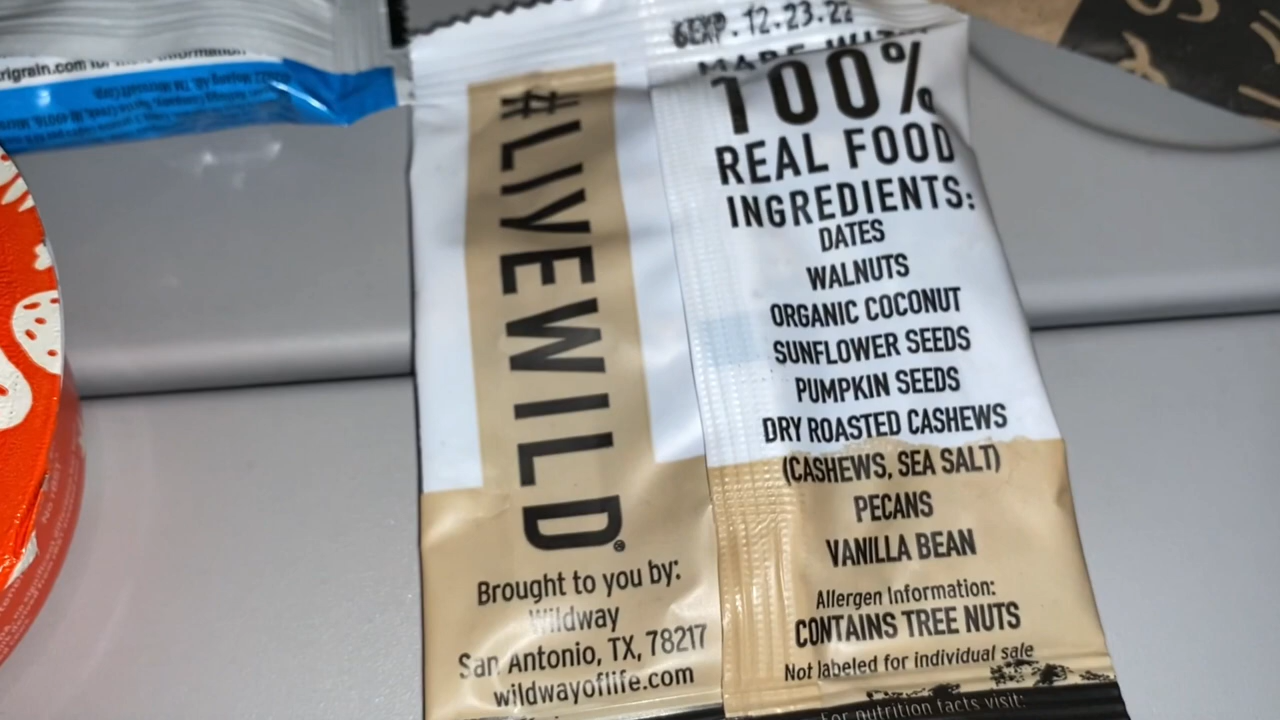 rigrain.com for more information
#LIVEWILD®
Brought to you by:
Wildway
San Antonio, TX, 78217
wildwayoflife.com
EXP. 12.23.22
MADE WITH
100%
REAL FOOD
INGREDIENTS:
DATES
WALNUTS
ORGANIC COCONUT
SUNFLOWER SEEDS
PUMPKIN SEEDS
DRY ROASTED CASHEWS
(CASHEWS, SEA SALT)
PECANS
VANILLA BEAN
Allergen Information:
CONTAINS TREE NUTS
Not labeled for individual sale
For nutrition facts visit: